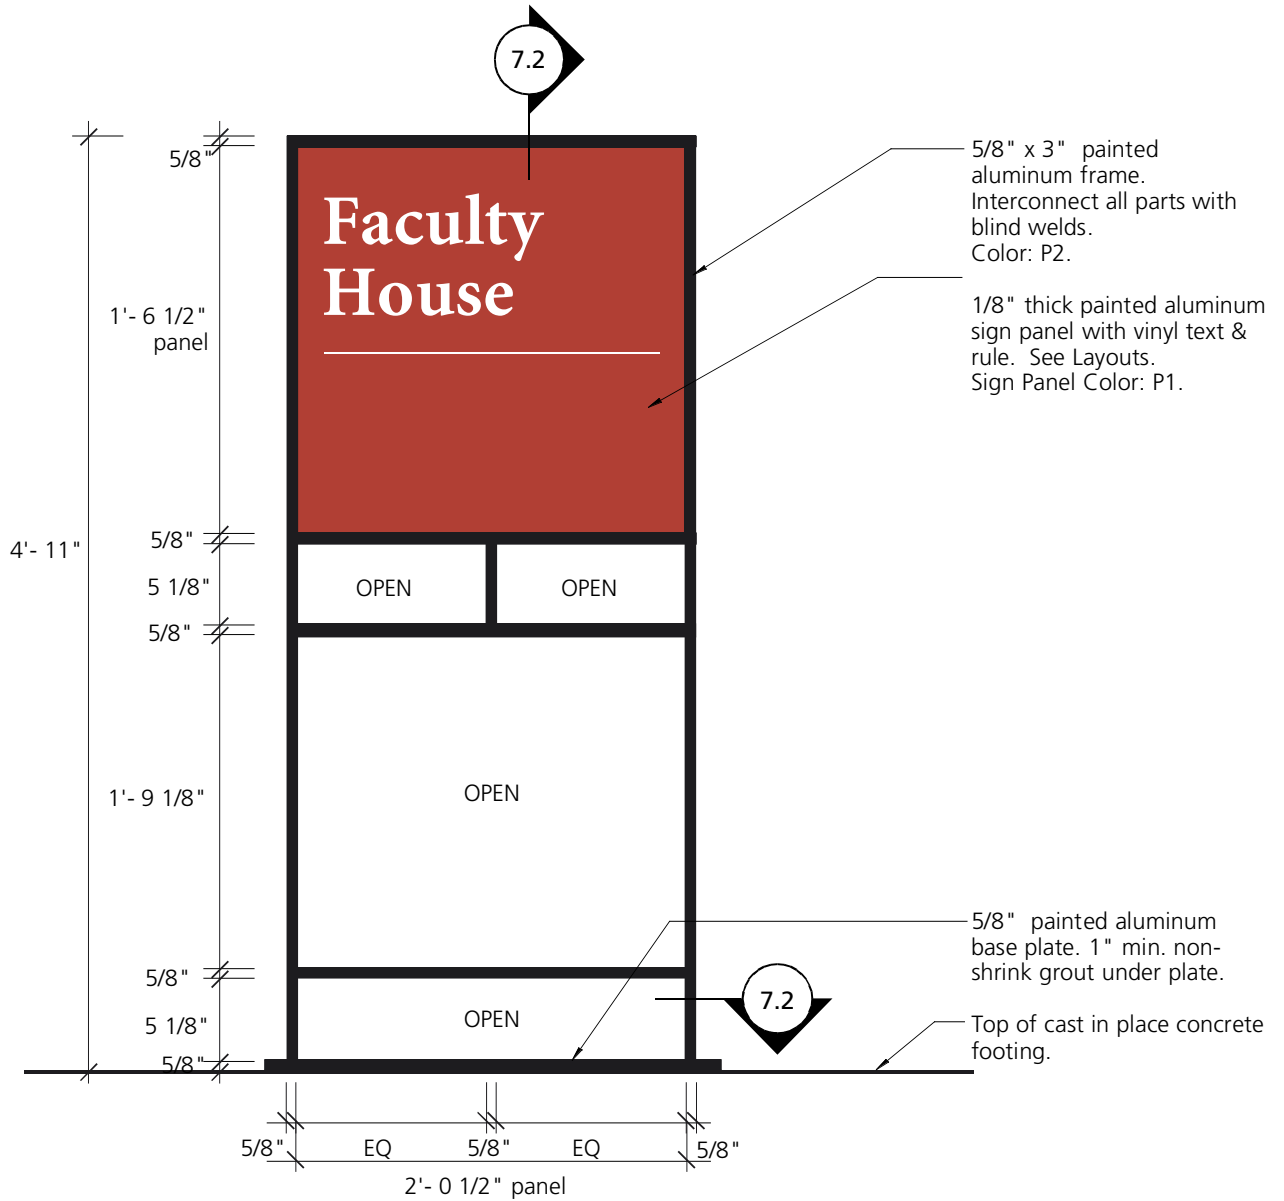 7.2
5/8"
Faculty
House
1'- 6 1/2"
panel
5/8" x 3" painted
aluminum frame.
Interconnect all parts with
blind welds.
Color: P2.
1/8" thick painted aluminum
sign panel with vinyl text &
rule. See Layouts.
Sign Panel Color: P1.
4'- 11"
5/8"
5 1/8"
5/8"
OPEN
OPEN
1'- 9 1/8"
OPEN
5/8"
5 1/8"
5/8"
OPEN
7.2
5/8" painted aluminum
base plate. 1" min. non-
shrink grout under plate.
Top of cast in place concrete
footing.
5/8"
EQ
5/8"
EQ
5/8"
2'- 0 1/2" panel